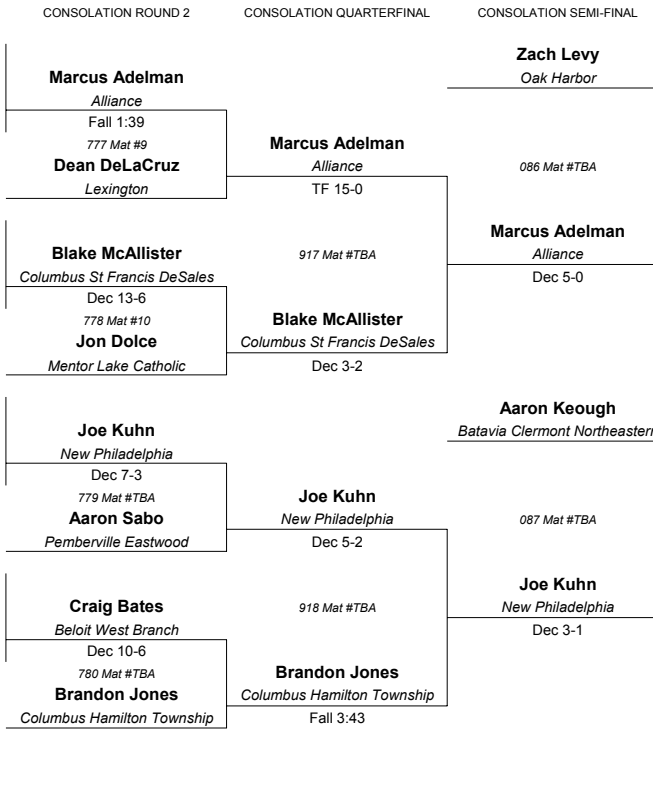 CONSOLATION ROUND 2
CONSOLATION QUARTERFINAL
CONSOLATION SEMI-FINAL
Marcus Adelman
Alliance
Fall 1:39
777 Mat #9
Dean DeLaCruz
Lexington
Blake McAllister
Columbus St Francis DeSales
Dec 13-6
778 Mat #10
Jon Dolce
Mentor Lake Catholic
Joe Kuhn
New Philadelphia
Dec 7-3
779 Mat #TBA
Aaron Sabo
Pemberville Eastwood
Craig Bates
Beloit West Branch
Dec 10-6
780 Mat #TBA
Brandon Jones
Columbus Hamilton Township
Marcus Adelman
Alliance
TF 15-0
917 Mat #TBA
Blake McAllister
Columbus St Francis DeSales
Dec 3-2
Joe Kuhn
New Philadelphia
Dec 5-2
918 Mat #TBA
Brandon Jones
Columbus Hamilton Township
Fall 3:43
Zach Levy
Oak Harbor
086 Mat #TBA
Marcus Adelman
Alliance
Dec 5-0
Aaron Keough
Batavia Clermont Northeastern
087 Mat #TBA
Joe Kuhn
New Philadelphia
Dec 3-1